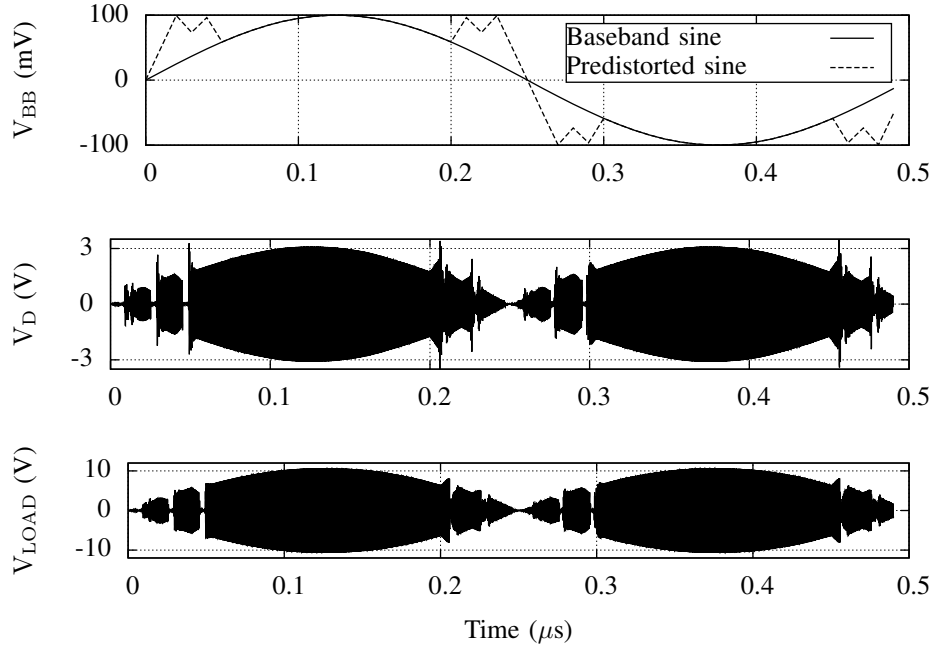 100
0
-100
V_BB (mV)
Baseband sine
Predistorted sine
0 0.1 0.2 0.3 0.4 0.5
3
0
-3
V_D (V)
0 0.1 0.2 0.3 0.4 0.5
10
0
-10
V_LOAD (V)
0 0.1 0.2 0.3 0.4 0.5
Time (μs)